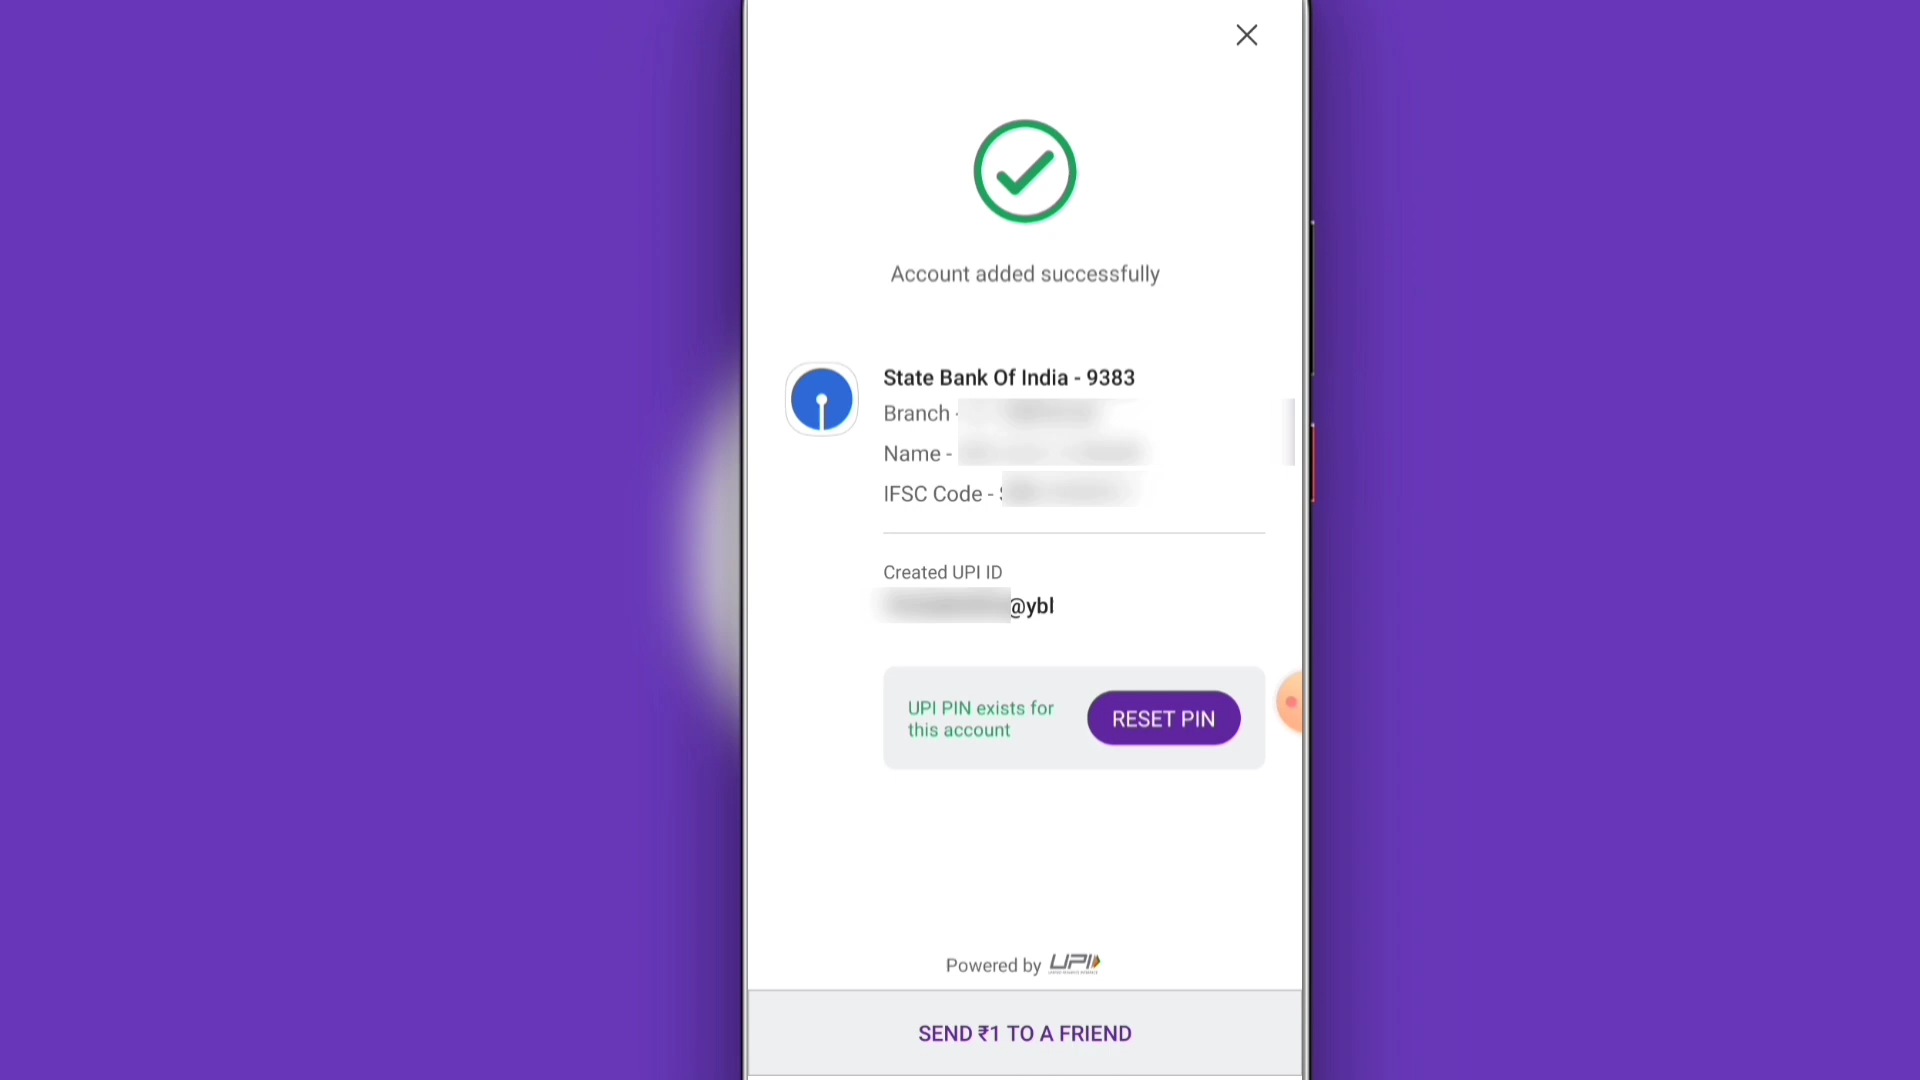 Account added successfully
State Bank Of India - 9383
Branch -
Name -
IFSC Code -
Created UPI ID
@ybl
UPI PIN exists for
this account
RESET PIN
Powered by UPI
SEND ₹1 TO A FRIEND